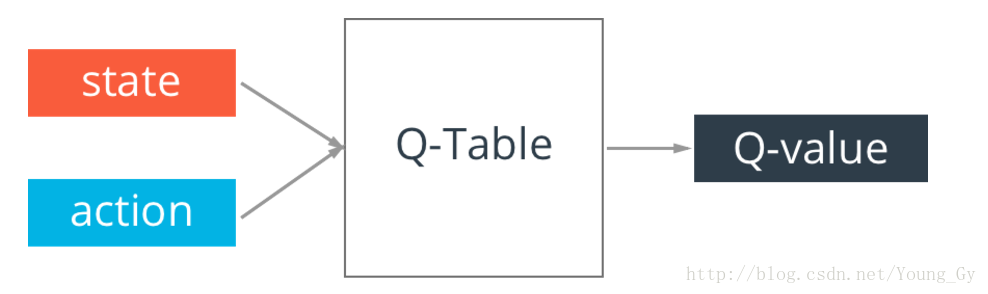 state
Q-Table
Q-value
action
http://blog.csdn.net/Young_Gy